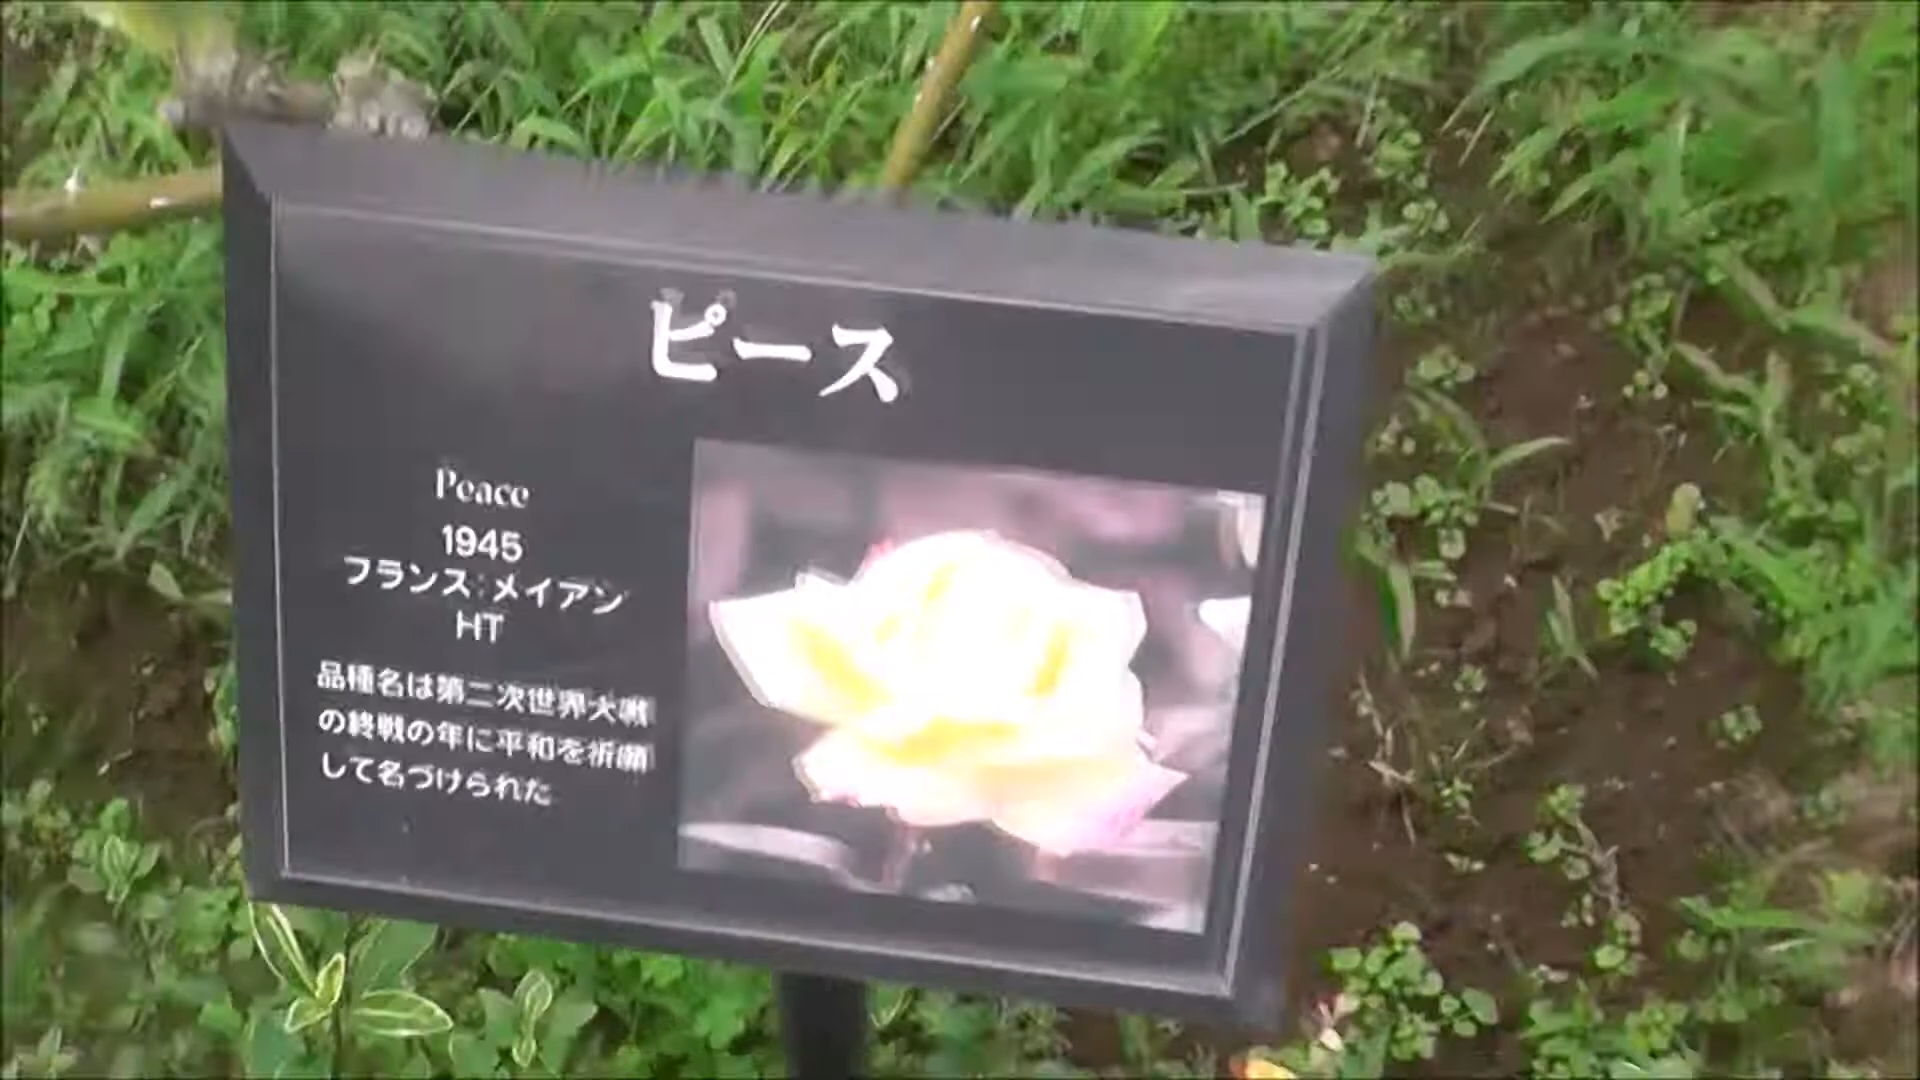 ピース
Peace
1945
フランス:メイアン
HT
品種名は第二次世界大戦
の終戦の年に平和を祈願
して名づけられた